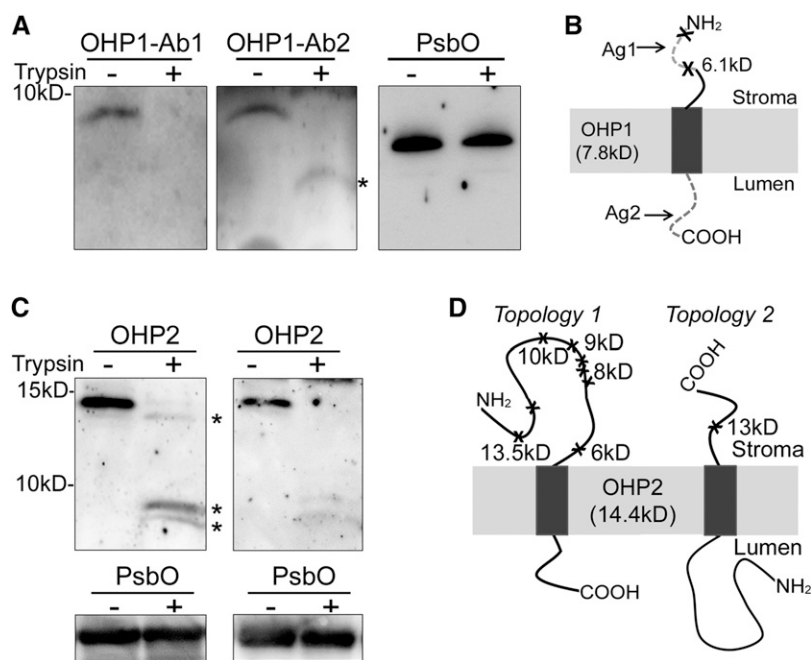 A
OHP1-Ab1 OHP1-Ab2 PsbO
Trypsin - + - + - +
10kD-
*
B
NH2
Ag1
6.1kD
Stroma
OHP1
(7.8kD)
Lumen
Ag2
COOH
C
OHP2 OHP2
Trypsin - + - +
15kD-
*
10kD-
*
*
PsbO PsbO
- + - +
D
Topology 1 Topology 2
9kD
10kD
8kD
COOH
NH2
13.5kD
6kD
13kD
Stroma
OHP2
(14.4kD)
Lumen
NH2
COOH